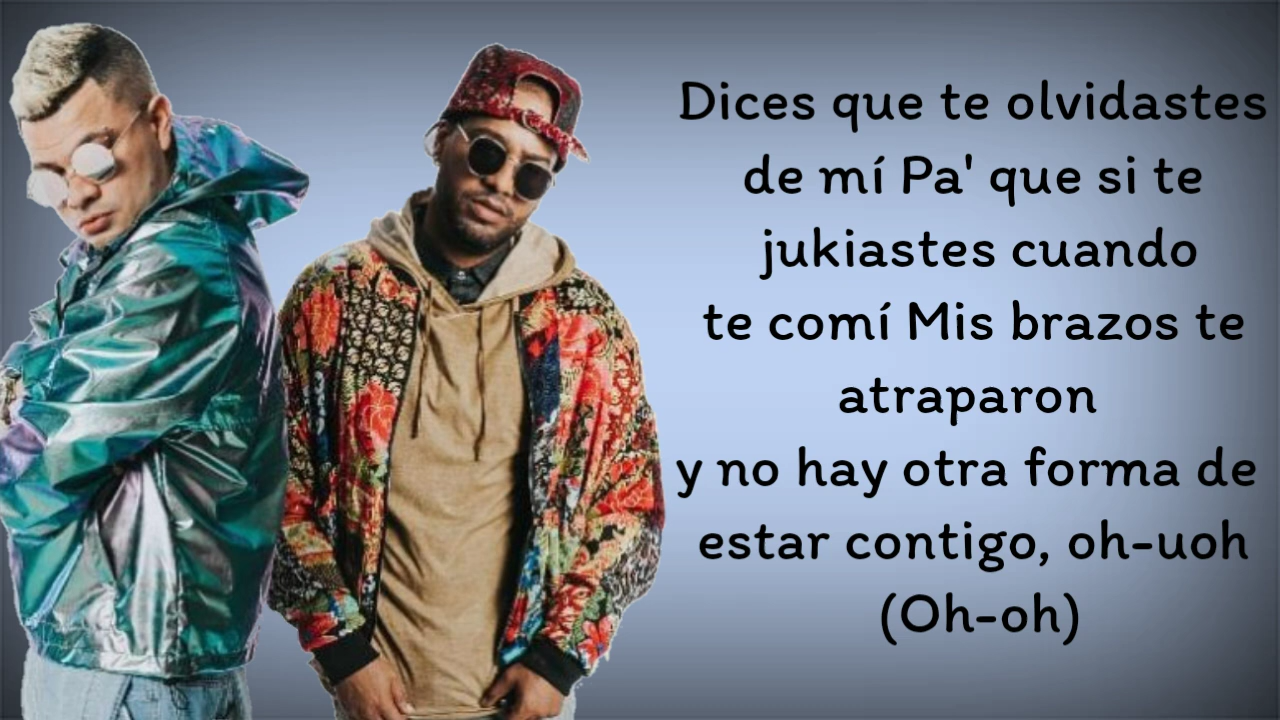 Dices que te olvidastes
de mí Pa' que si te
jukiastes cuando
te comí Mis brazos te
atraparon
y no hay otra forma de
estar contigo, oh-uoh
(Oh-oh)